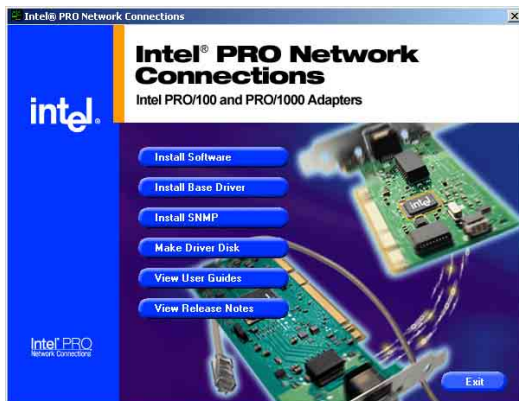 Intel® PRO Network Connections
Intel® PRO Network
Connections
Intel PRO/100 and PRO/1000 Adapters
intel®
Install Software
Install Base Driver
Install SNMP
Make Driver Disk
View User Guides
View Release Notes
intel
Intel® PRO
Network Connections
Exit